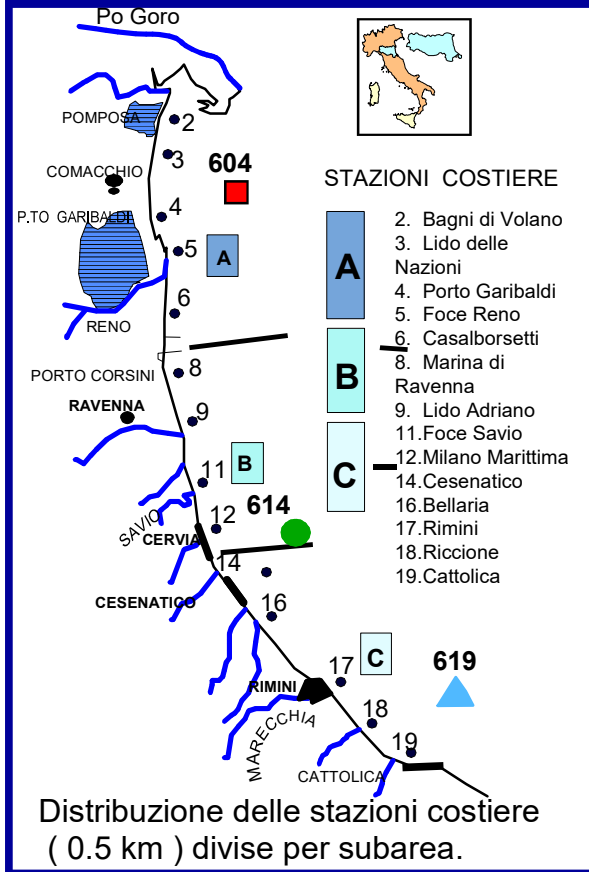 Po Goro
POMPOSA
2
3
604
COMACCHIO
4
P.TO GARIBALDI
5
A
6
RENO
8
PORTO CORSINI
RAVENNA
9
B
11
614
SAVIO
12
CERVIA
14
CESENATICO
16
17
C
619
RIMINI
18
MARECCHIA
19
CATTOLICA
STAZIONI COSTIERE
A
B
C
2. Bagni di Volano
3. Lido delle
Nazioni
4. Porto Garibaldi
5. Foce Reno
6. Casalborsetti
8. Marina di
Ravenna
9. Lido Adriano
11.Foce Savio
12.Milano Marittima
14.Cesenatico
16.Bellaria
17.Rimini
18.Riccione
19.Cattolica
Distribuzione delle stazioni costiere
( 0.5 km ) divise per subarea.